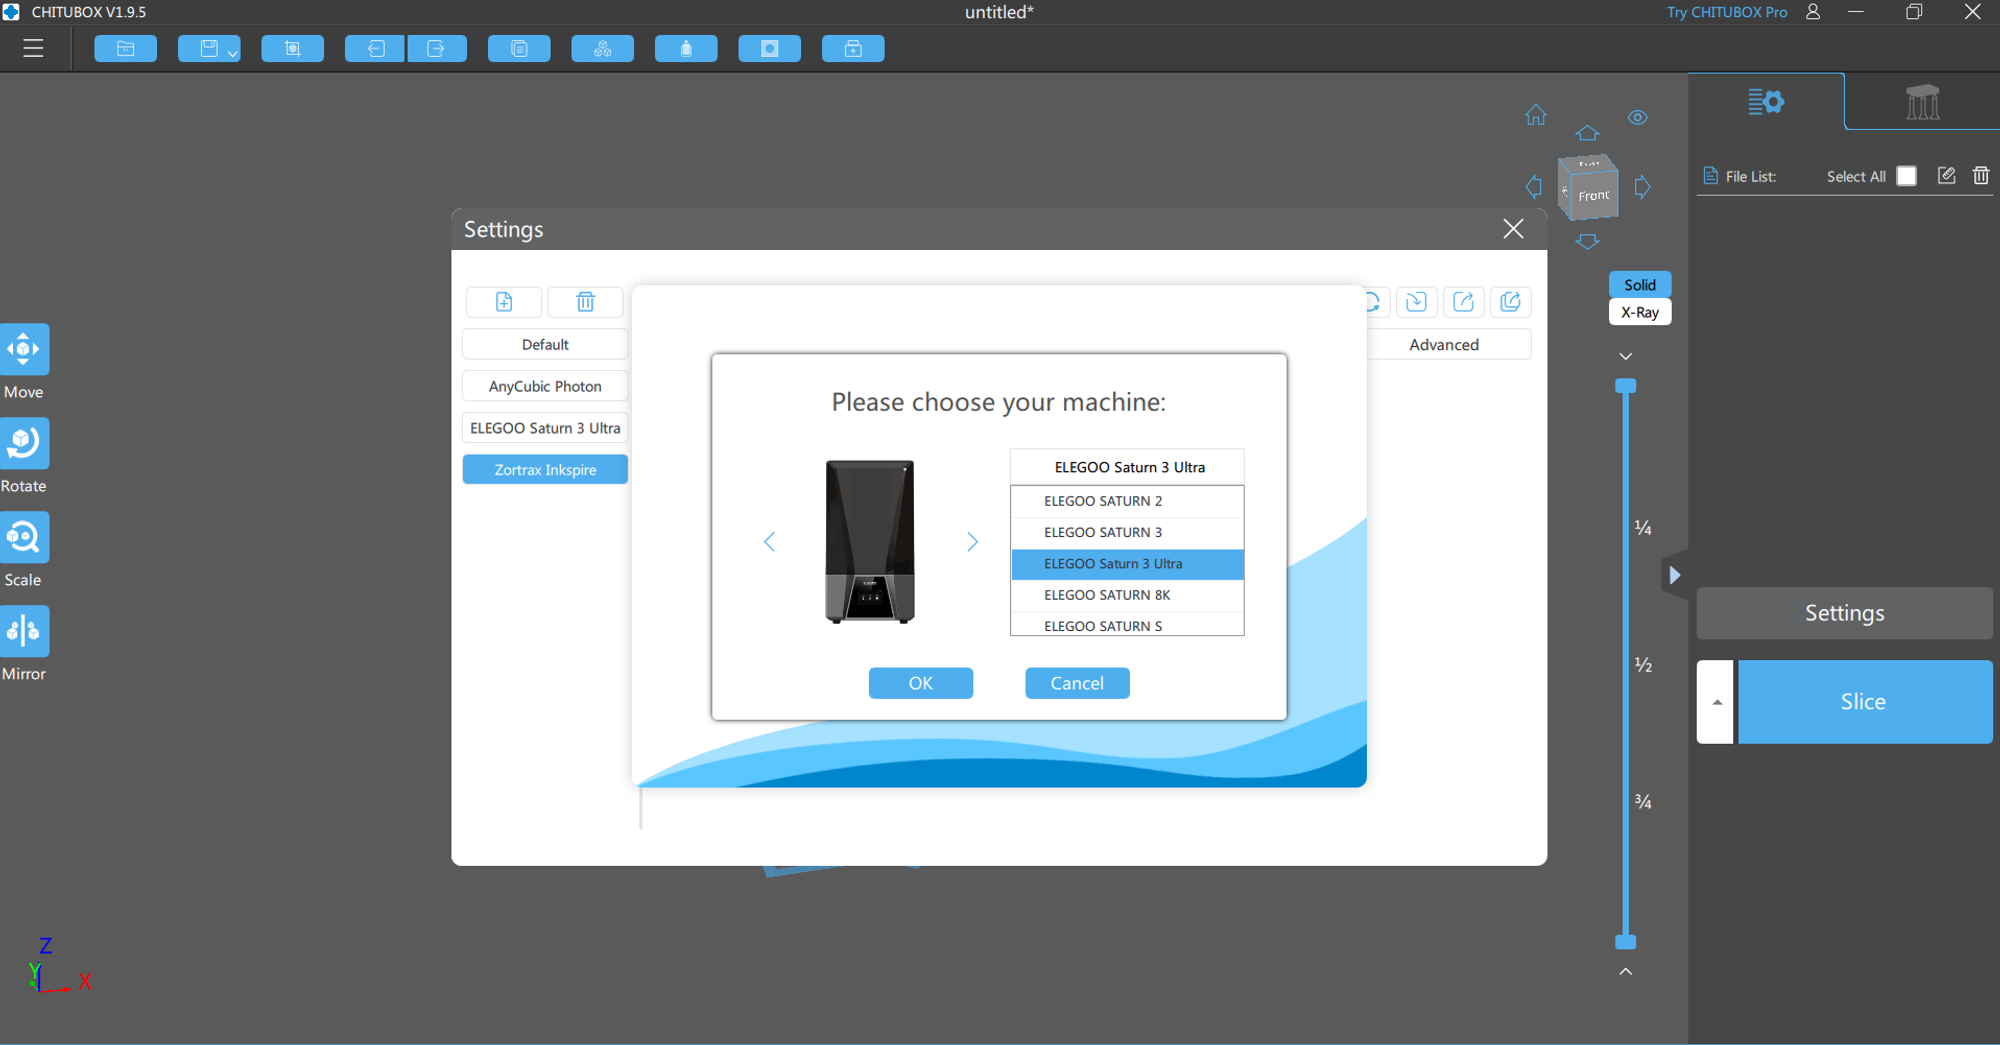 CHITUBOX V1.9.5
untitled*
Try CHITUBOX Pro
File List:
Select All
Front
Settings
Solid
X-Ray
Default
Advanced
AnyCubic Photon
ELEGOO Saturn 3 Ultra
Zortrax Inkspire
Please choose your machine:
ELEGOO Saturn 3 Ultra
ELEGOO SATURN 2
ELEGOO SATURN 3
ELEGOO Saturn 3 Ultra
ELEGOO SATURN 8K
ELEGOO SATURN S
OK
Cancel
Move
Rotate
Scale
Mirror
¼
½
¾
Settings
Slice
Z
Y
X